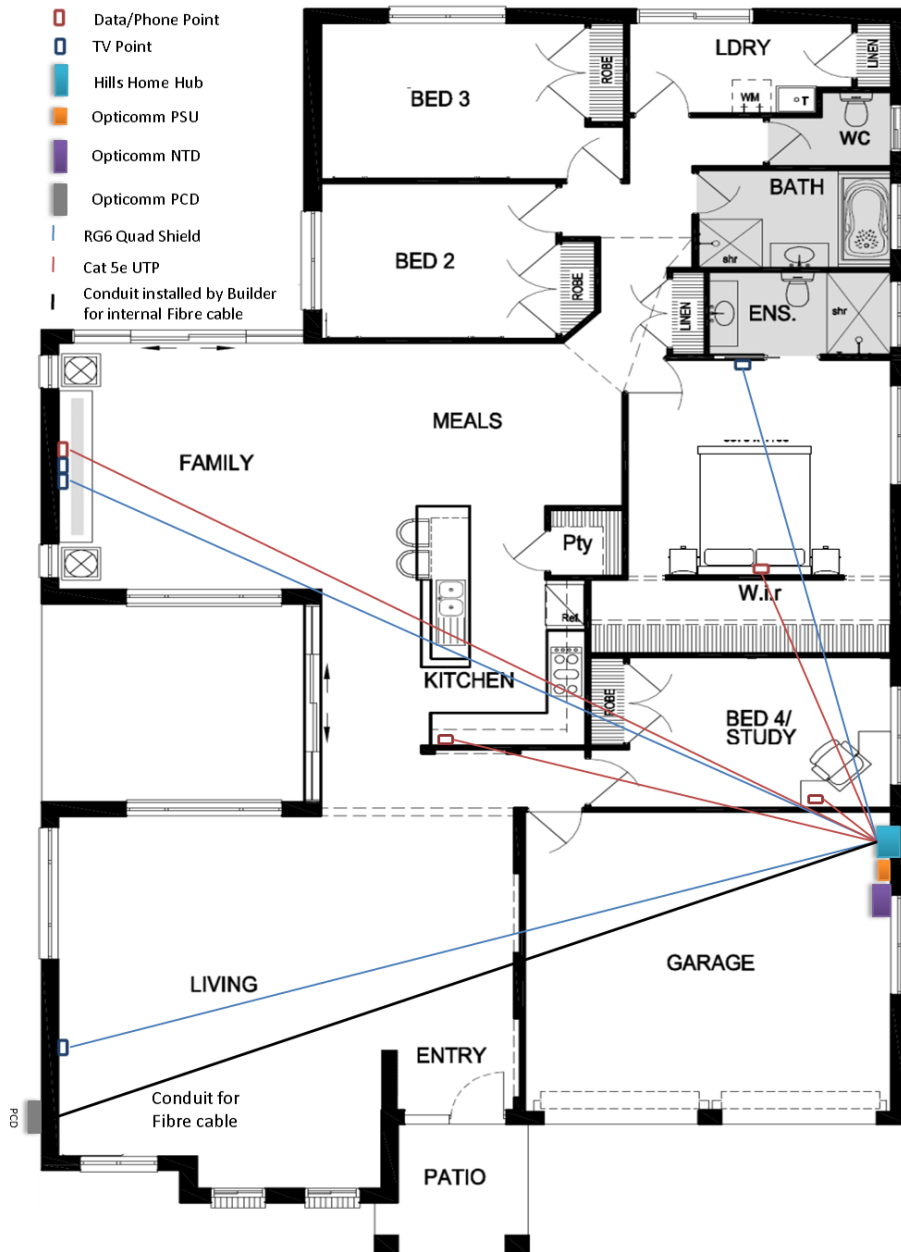 Data/Phone Point
TV Point
Hills Home Hub
Opticomm PSU
Opticomm NTD
Opticomm PCD
RG6 Quad Shield
Cat 5e UTP
Conduit installed by Builder
for internal Fibre cable
BED 3
ROBE
LDRY
LINEN
WM
T
WC
BATH
shr
BED 2
ROBE
LINEN
ENS.
shr
MEALS
FAMILY
Pty
W.i.r
Ref.
KITCHEN
ROBE
BED 4/
STUDY
LIVING
GARAGE
ENTRY
Conduit for
Fibre cable
PCD
PATIO